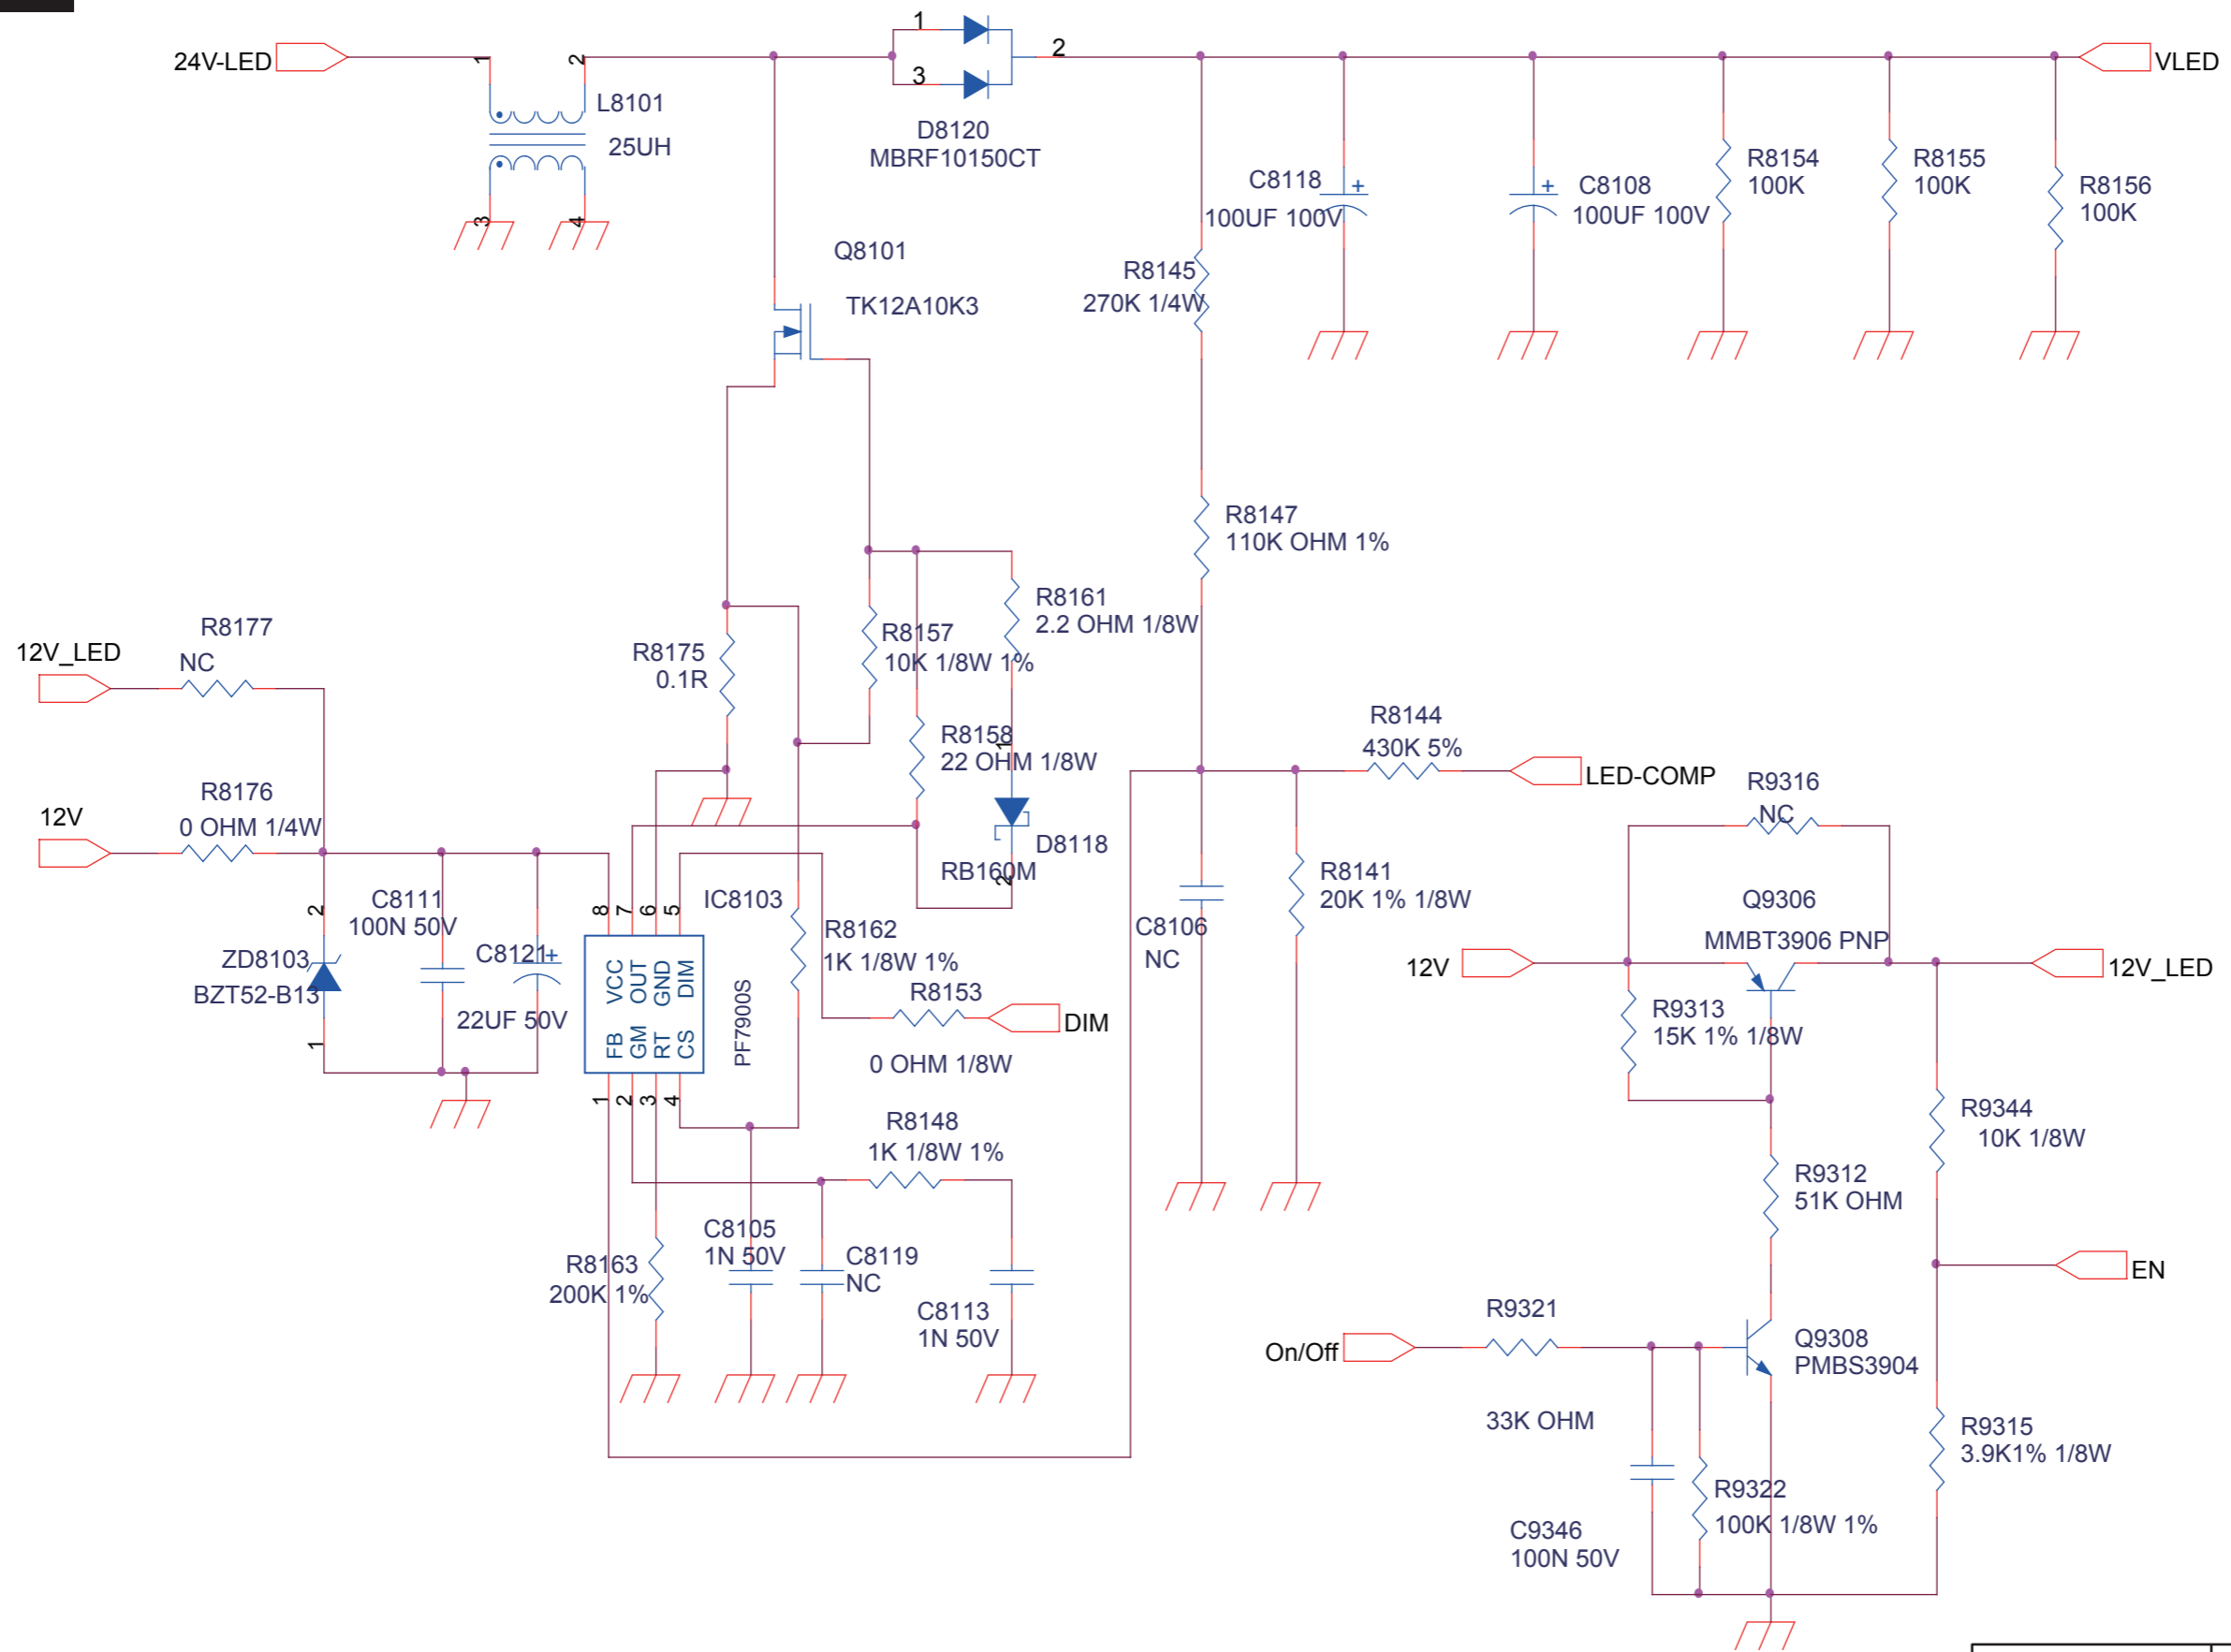 24V-LED
1
2
L8101
25UH
3
4
1
3
2
D8120
MBRF10150CT
VLED
C8118
100UF 100V
C8108
100UF 100V
R8154
100K
R8155
100K
R8156
100K
Q8101
TK12A10K3
R8145
270K 1/4W
R8147
110K OHM 1%
R8177
NC
12V_LED
R8176
0 OHM 1/4W
12V
R8175
0.1R
R8157
10K 1/8W 1%
R8161
2.2 OHM 1/8W
R8158
22 OHM 1/8W
1
D8118
RB160M
2
R8144
430K 5%
LED-COMP
C8111
100N 50V
2
ZD8103
BZT52-B13
1
C8121
22UF 50V
8
7
6
5
IC8103
VCC
OUT
GND
DIM
FB
GM
RT
CS
PF7900S
1
2
3
4
R8162
1K 1/8W 1%
R8153
0 OHM 1/8W
DIM
R8148
1K 1/8W 1%
C8106
NC
R8141
20K 1% 1/8W
R8163
200K 1%
C8105
1N 50V
C8119
NC
C8113
1N 50V
R9316
NC
Q9306
MMBT3906 PNP
12V
12V_LED
R9313
15K 1% 1/8W
R9344
10K 1/8W
R9312
51K OHM
EN
On/Off
R9321
33K OHM
Q9308
PMBS3904
R9315
3.9K1% 1/8W
R9322
100K 1/8W 1%
C9346
100N 50V